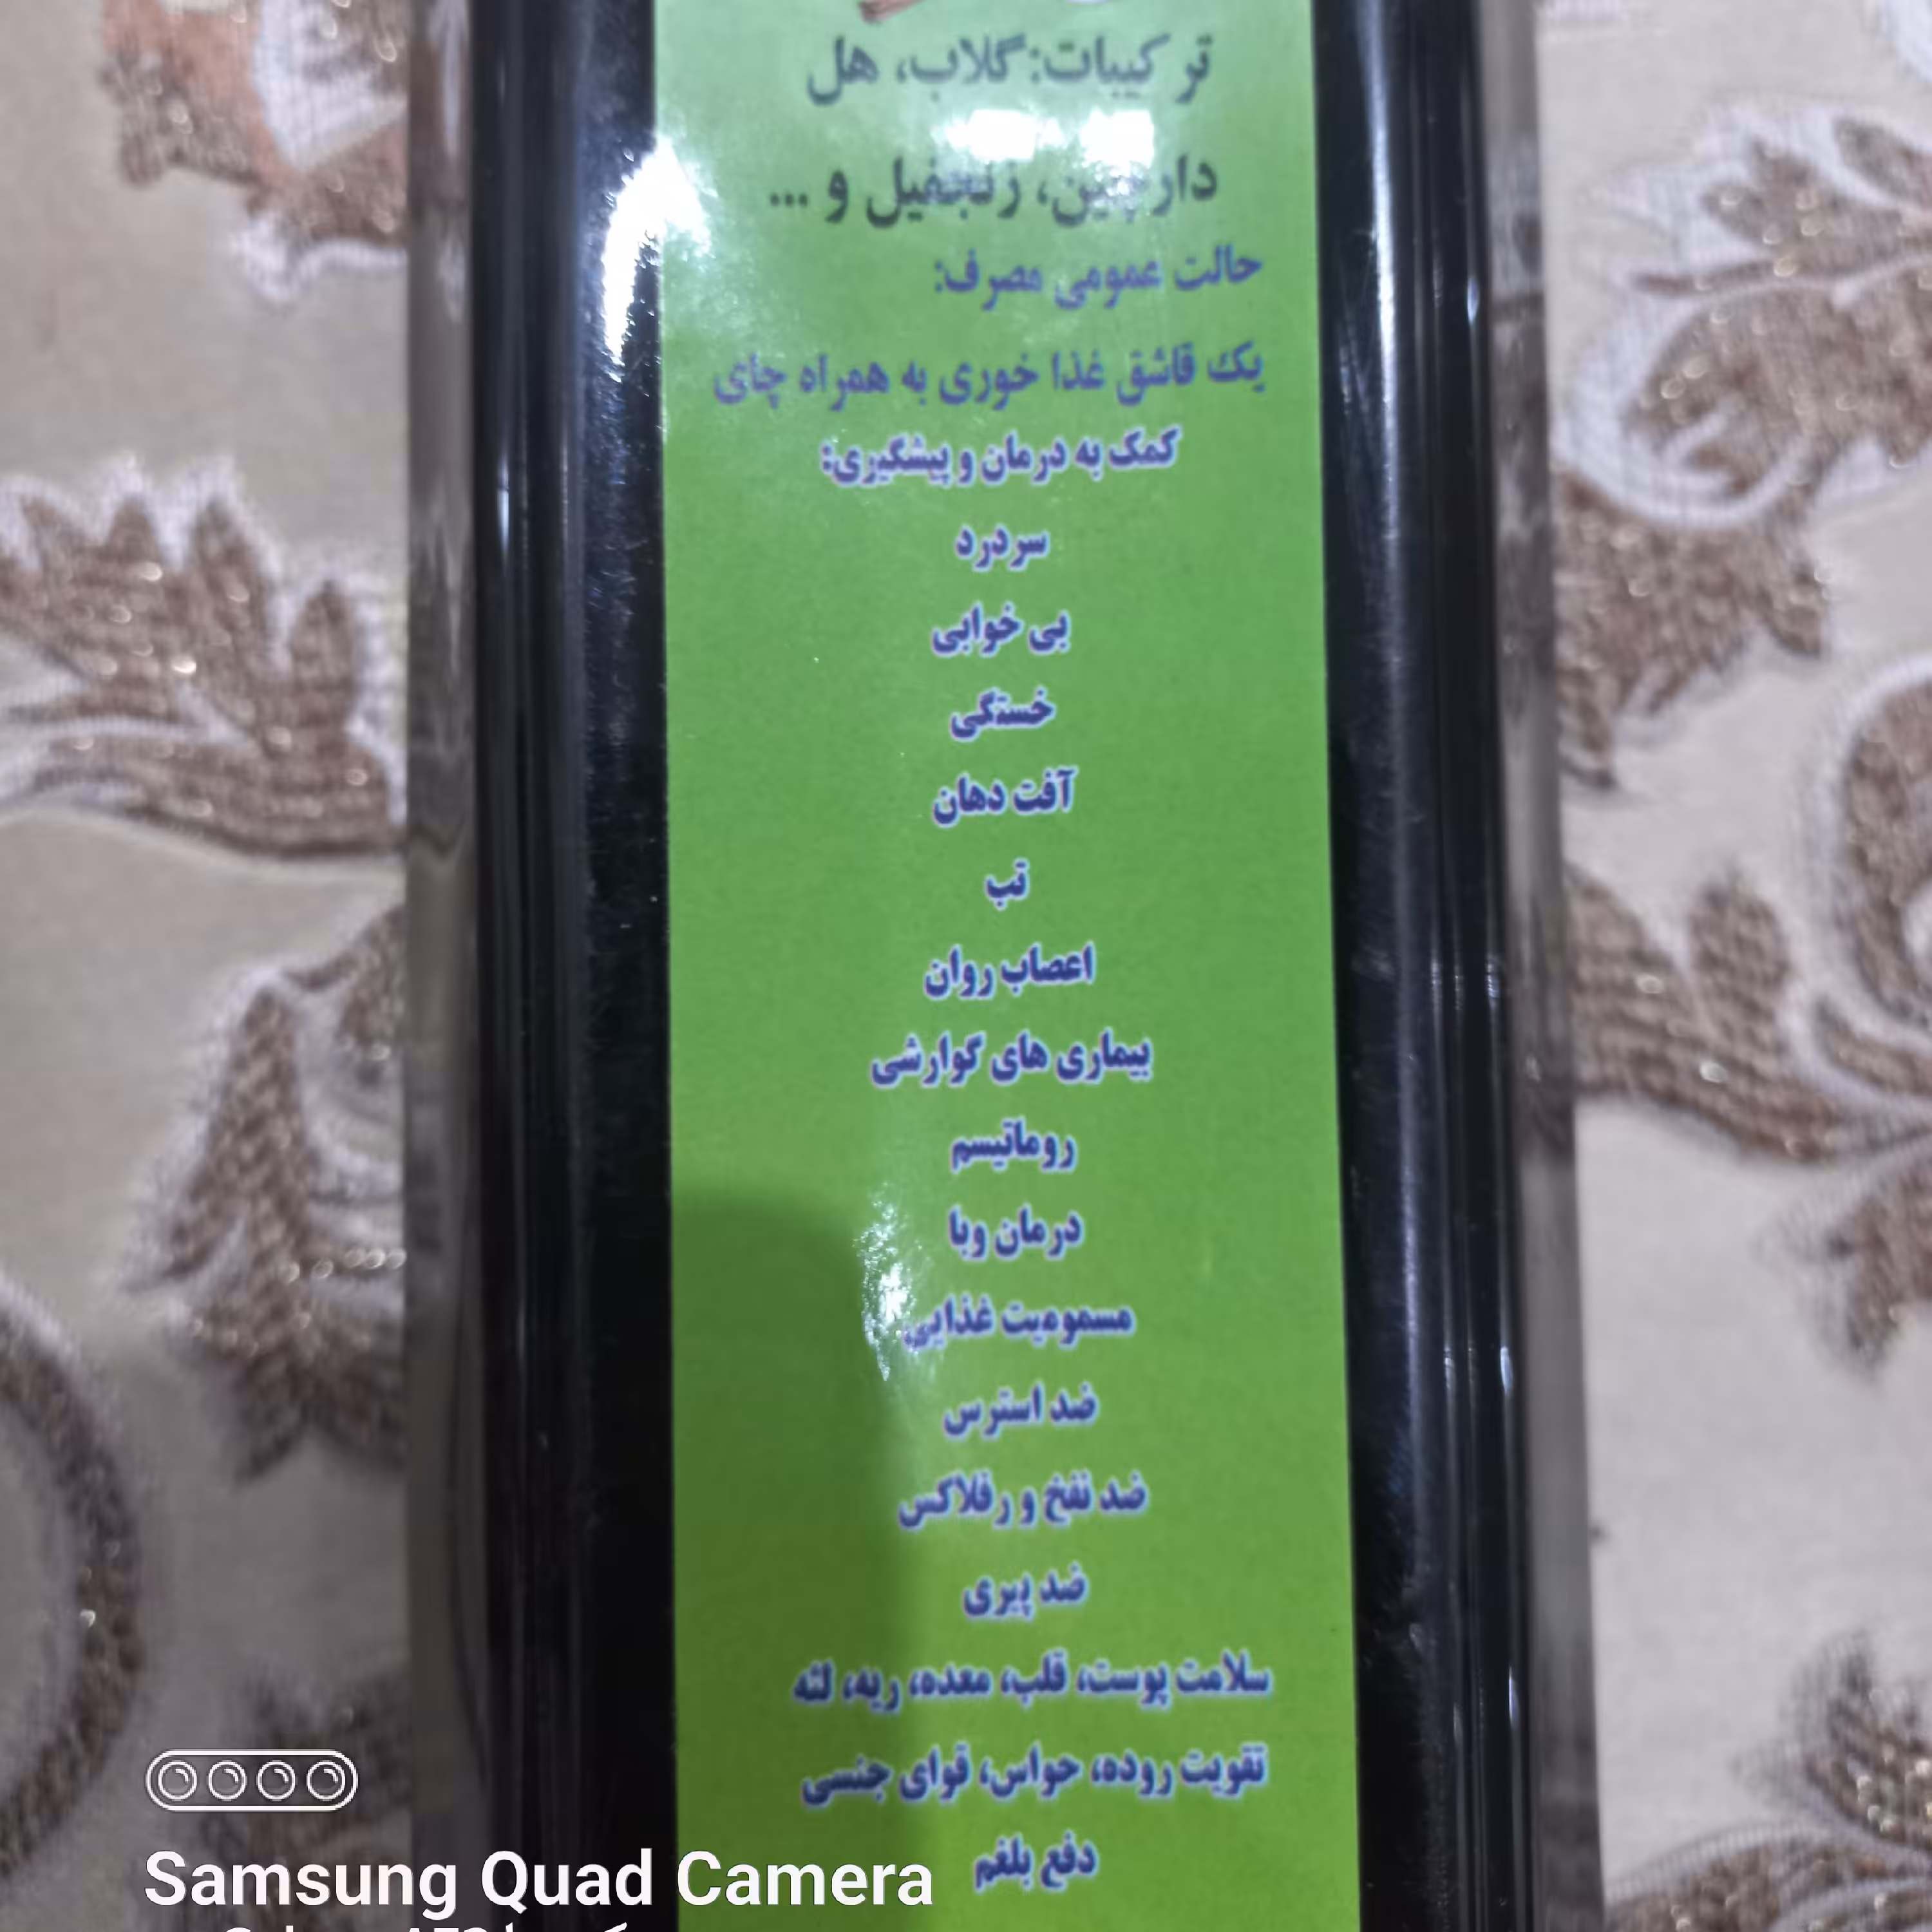 ترکیبات: گلاب، هل
دارچین، زنجفیل و ...
حالت عمومی مصرف:
یک قاشق غذا خوری به همراه چای
کمک به درمان و پیشگیری:
سردرد
بی خوابی
خستگی
آفت دهان
تب
اعصاب روان
بیماری های گوارشی
روماتیسم
درمان وبا
مسمومیت غذایی
ضد استرس
ضد نفخ و رفلاکس
ضد پیری
سلامت پوست، قلب، معده، ریه، لثه
تقویت روده، حواس، قوای جنسی
دفع بلغم
Samsung Quad Camera